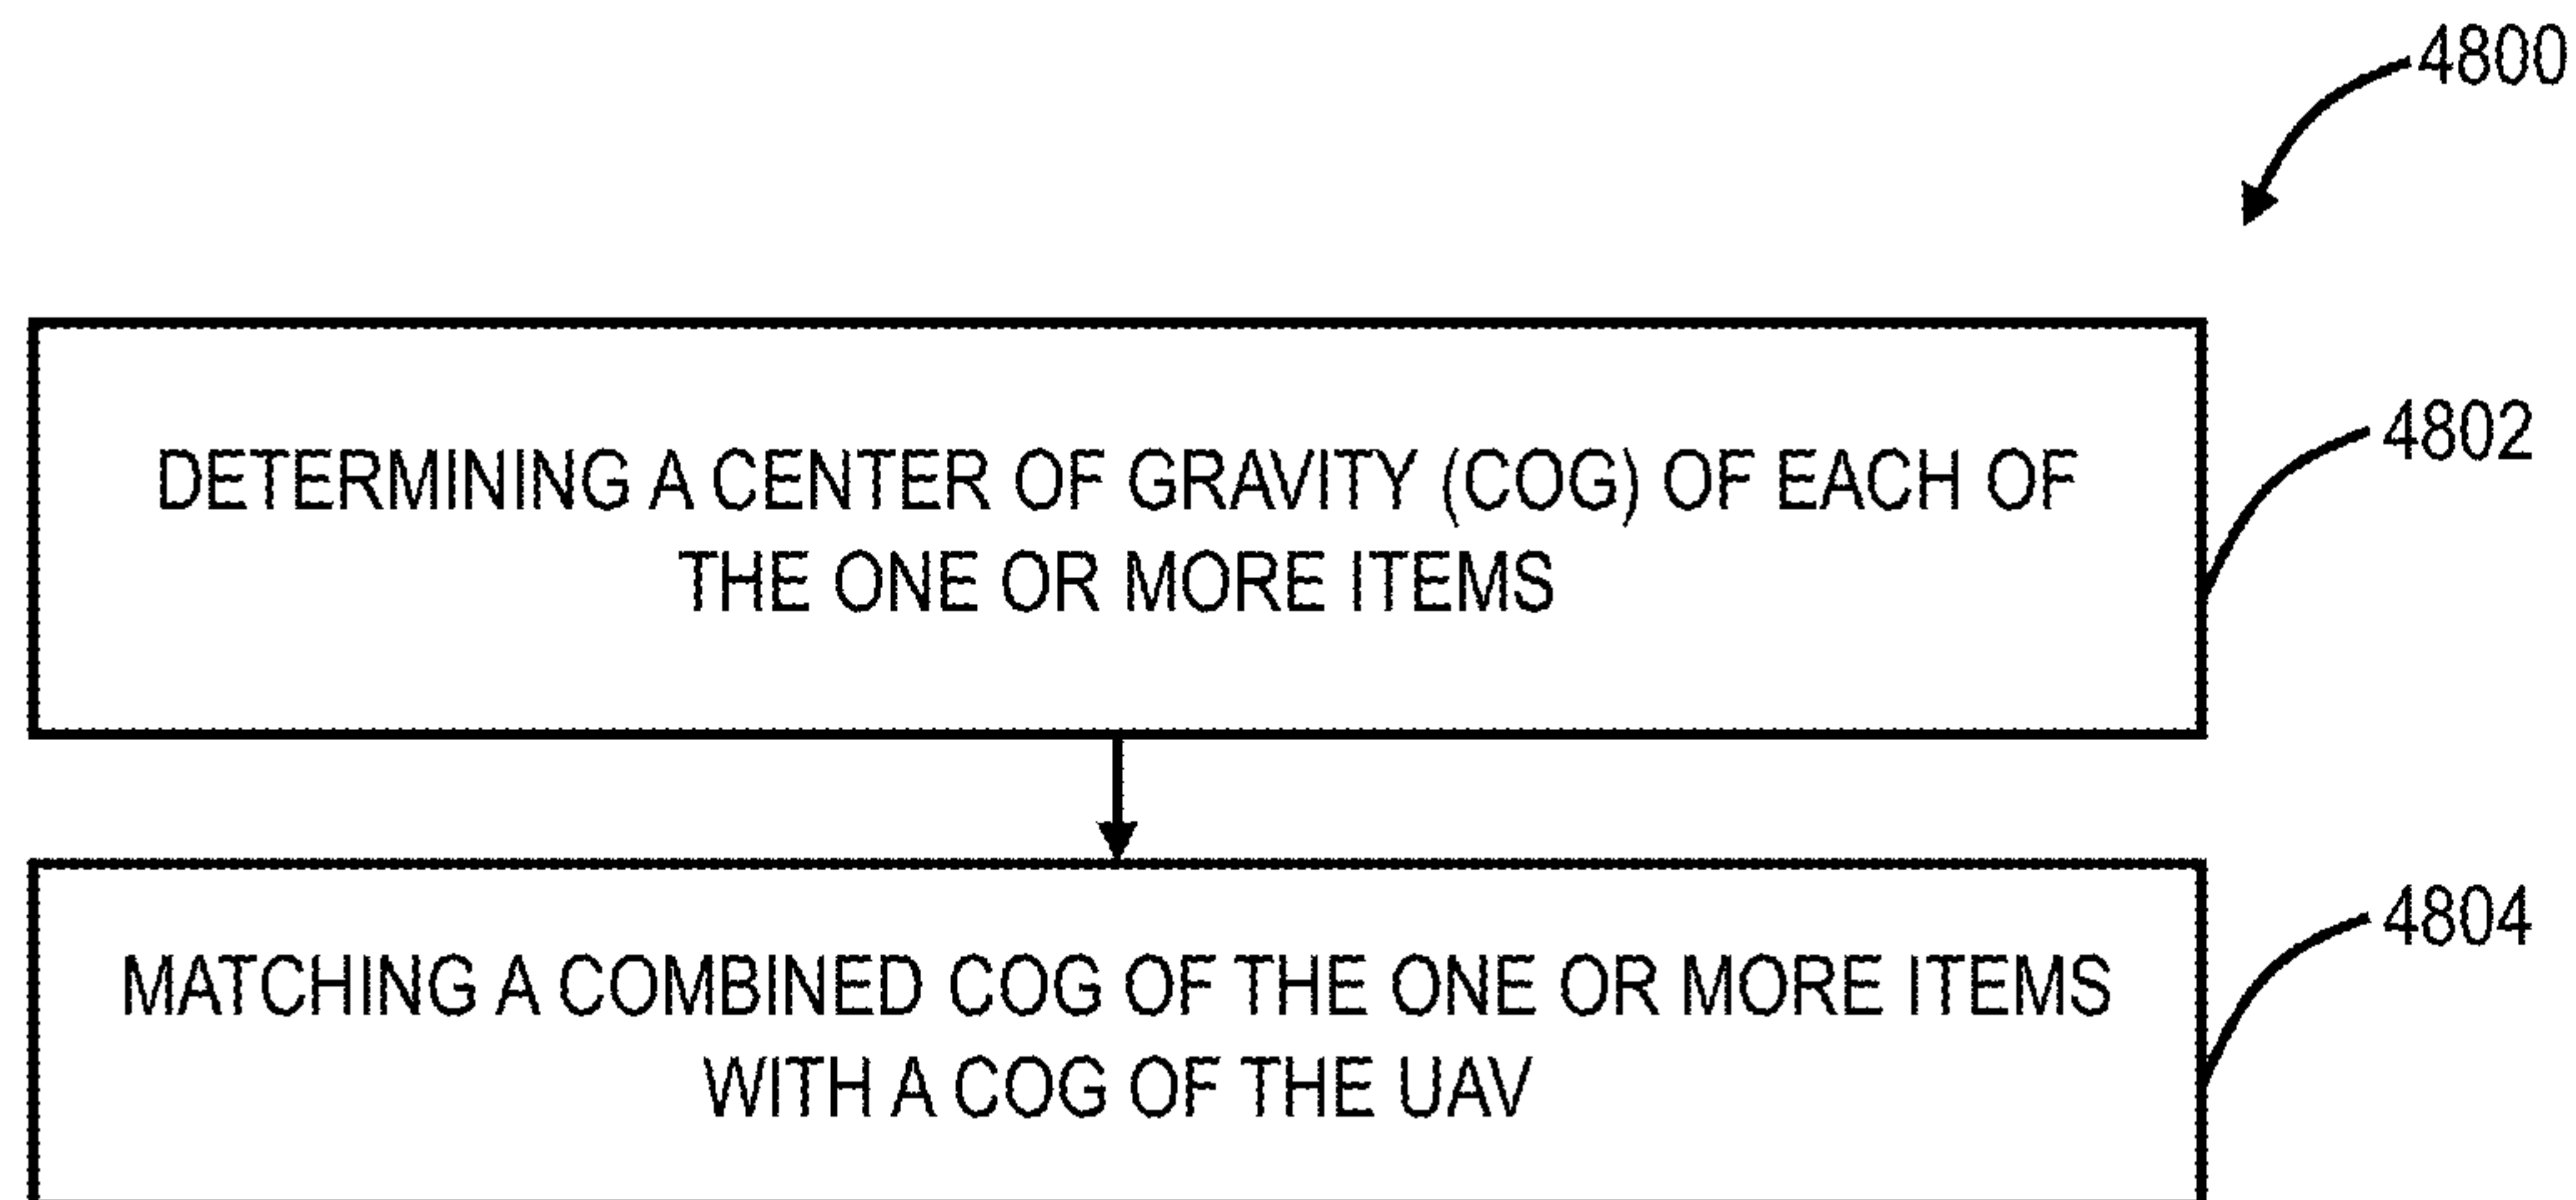 4800
DETERMINING A CENTER OF GRAVITY (COG) OF EACH OF
THE ONE OR MORE ITEMS
4802
MATCHING A COMBINED COG OF THE ONE OR MORE ITEMS
WITH A COG OF THE UAV
4804